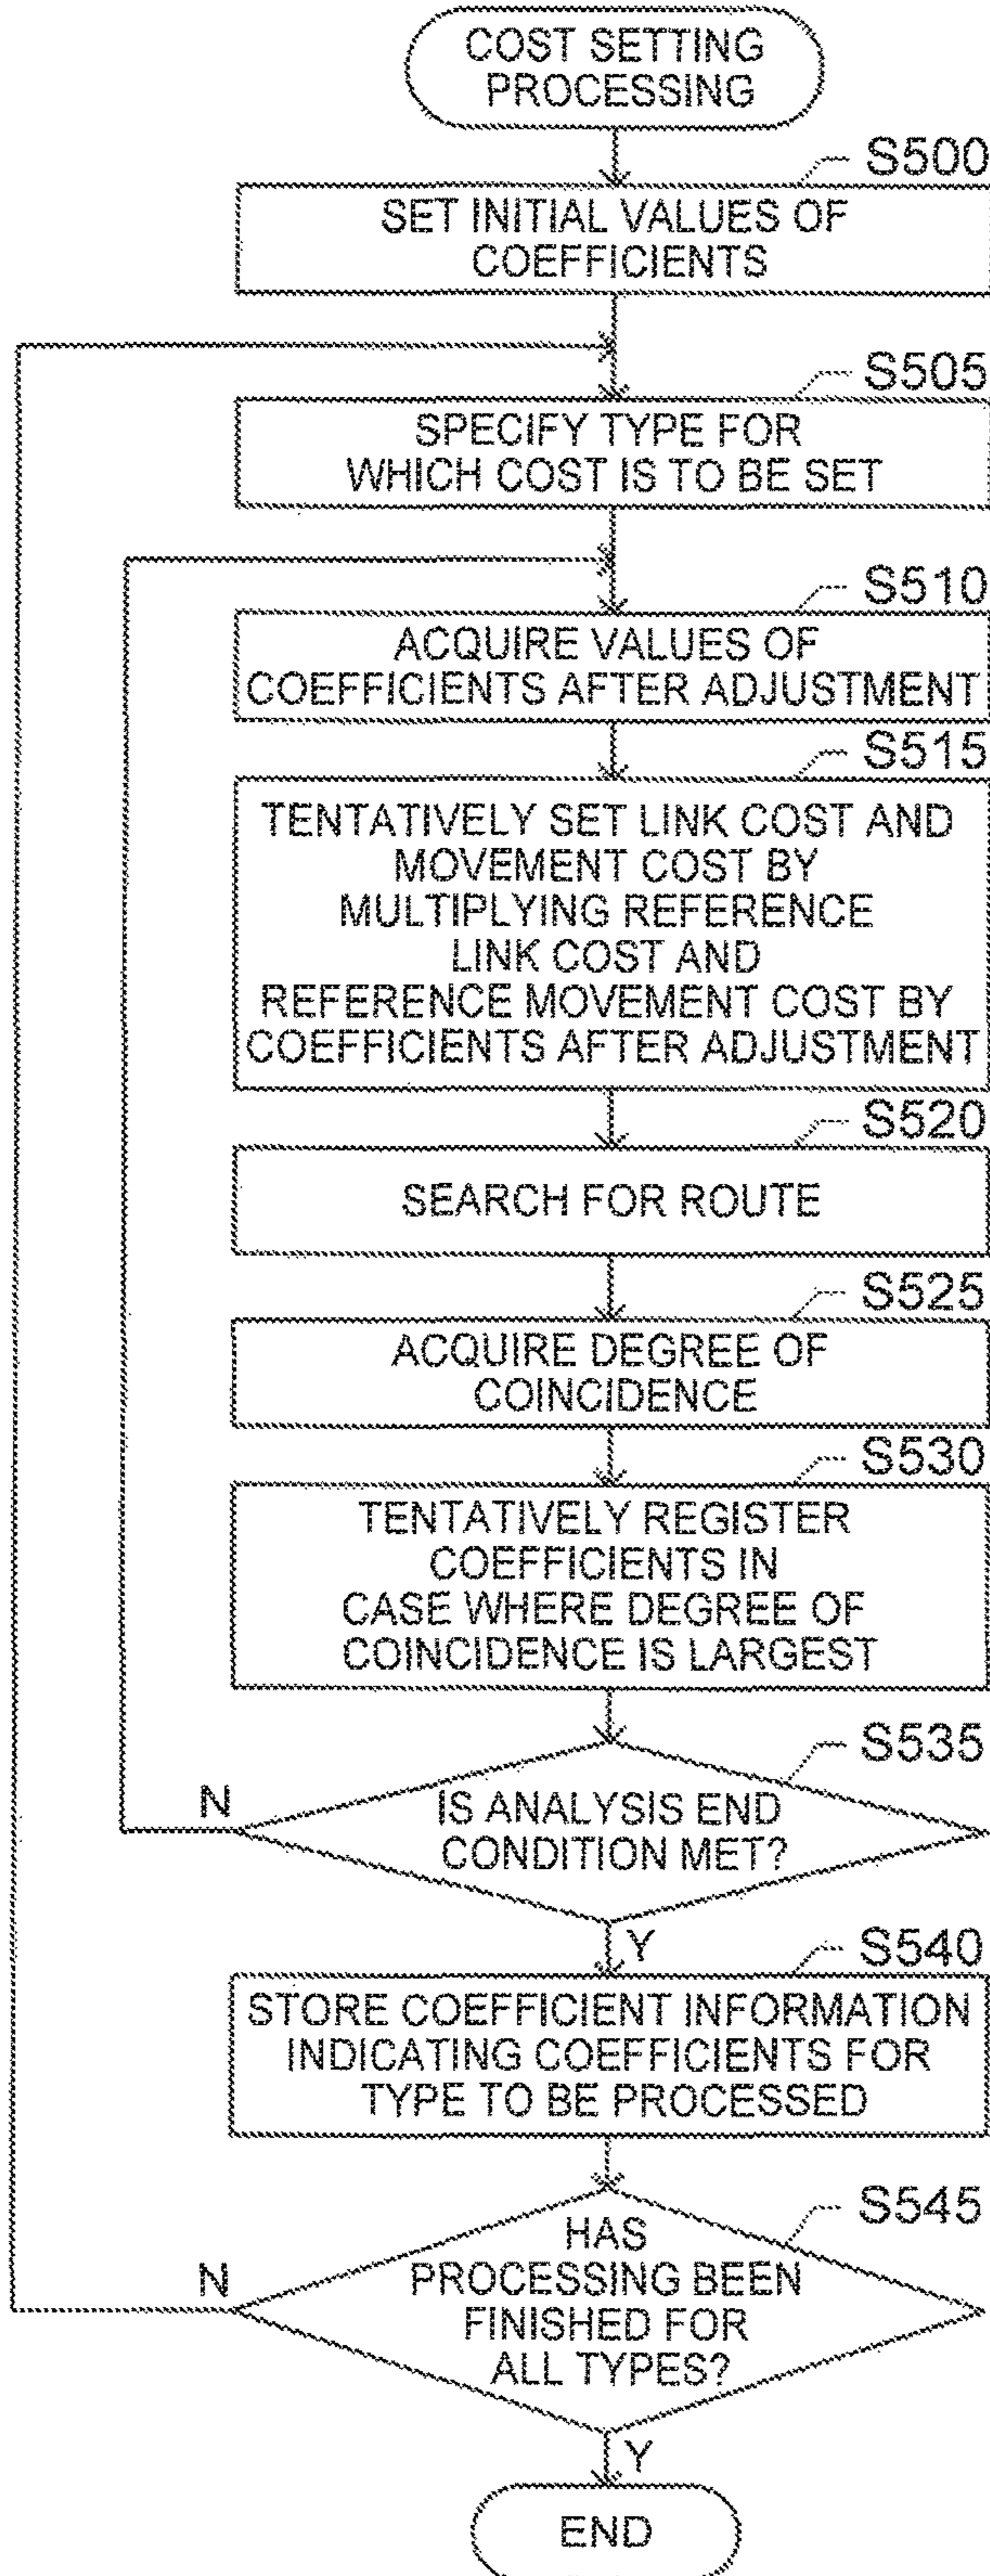 COST SETTING
PROCESSING
S500
SET INITIAL VALUES OF
COEFFICIENTS
S505
SPECIFY TYPE FOR
WHICH COST IS TO BE SET
S510
ACQUIRE VALUES OF
COEFFICIENTS AFTER ADJUSTMENT
S515
TENTATIVELY SET LINK COST AND
MOVEMENT COST BY
MULTIPLYING REFERENCE
LINK COST AND
REFERENCE MOVEMENT COST BY
COEFFICIENTS AFTER ADJUSTMENT
S520
SEARCH FOR ROUTE
S525
ACQUIRE DEGREE OF
COINCIDENCE
S530
TENTATIVELY REGISTER
COEFFICIENTS IN
CASE WHERE DEGREE OF
COINCIDENCE IS LARGEST
S535
N
IS ANALYSIS END
CONDITION MET?
Y
S540
STORE COEFFICIENT INFORMATION
INDICATING COEFFICIENTS FOR
TYPE TO BE PROCESSED
S545
N
HAS
PROCESSING BEEN
FINISHED FOR
ALL TYPES?
Y
END